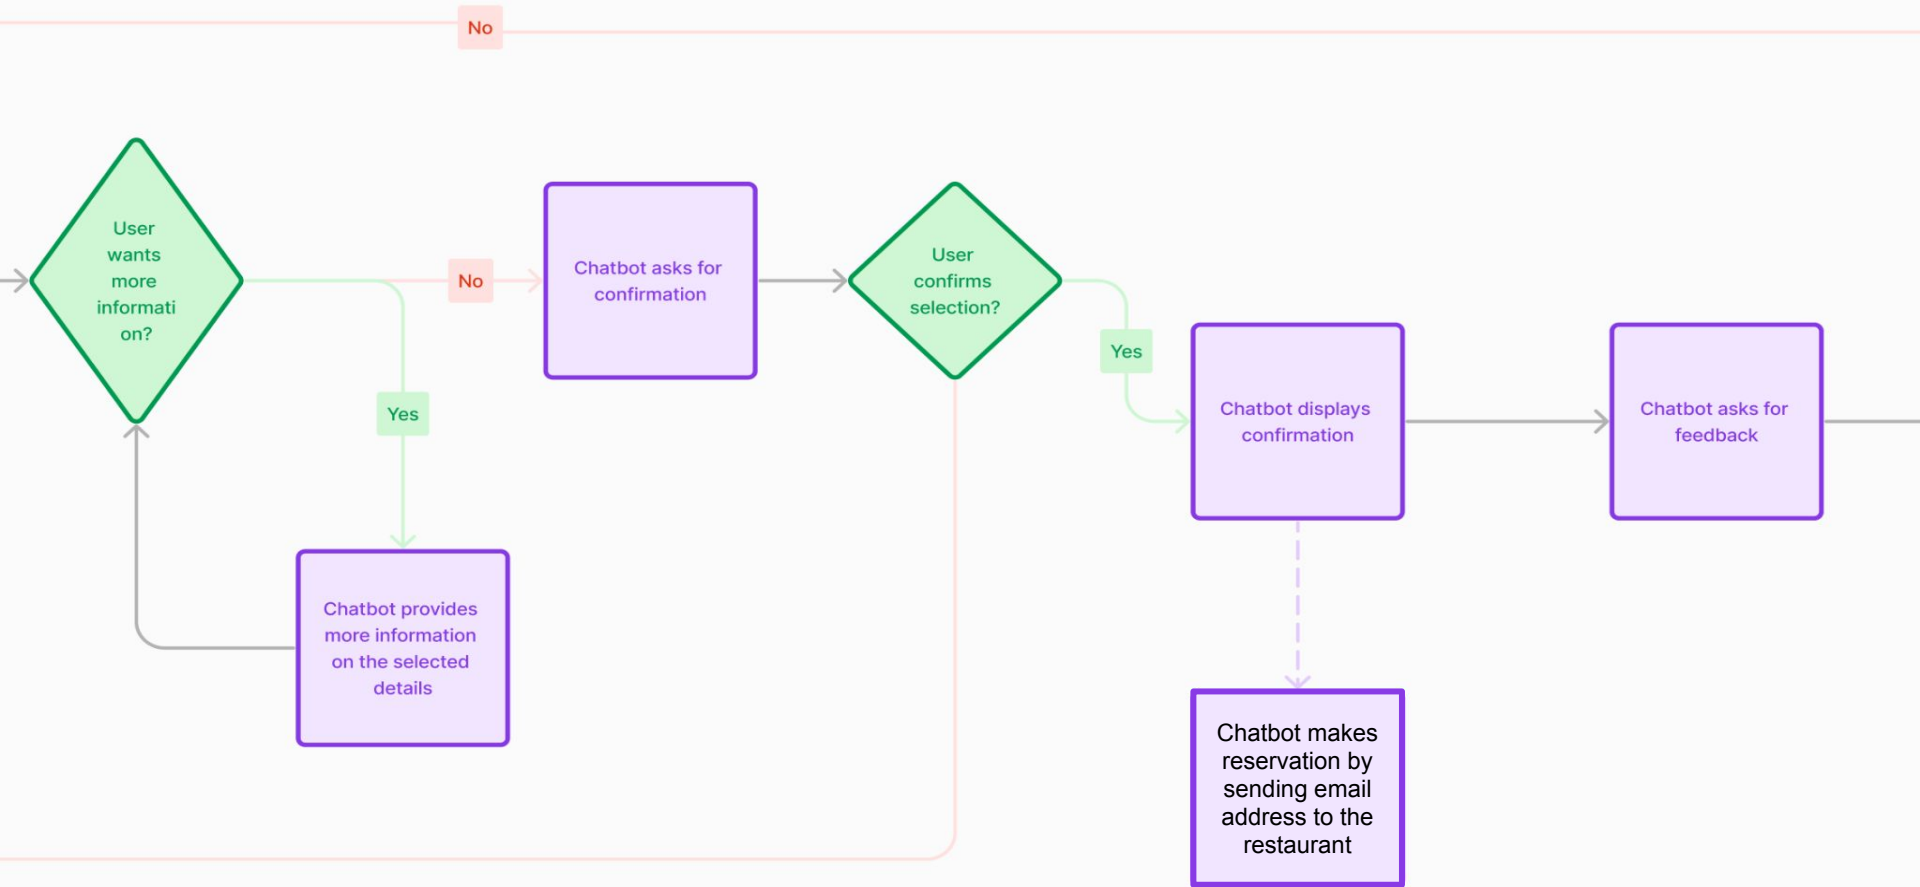 No
User
wants
more
informati
on?
No
Yes
Chatbot provides
more information
on the selected
details
Chatbot asks for
confirmation
User
confirms
selection?
Yes
Chatbot displays
confirmation
Chatbot makes
reservation by
sending email
address to the
restaurant
Chatbot asks for
feedback